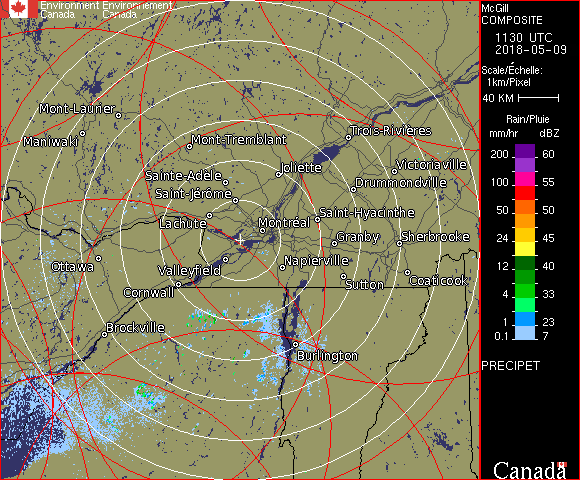 Environment Environnement
Canada Canada
McGill
COMPOSITE
1130 UTC
2018-05-09
Scale/Échelle:
1km/Pixel
40 KM
Rain/Pluie
mm/hr dBZ
200 60
100 55
50 50
24 45
12 40
4 33
1 23
0.1 7
PRECIPET
Canada
Mont-Laurier
Maniwaki
Mont-Tremblant
Trois-Rivières
Joliette
Victoriaville
Sainte-Adèle
Drummondville
Saint-Jérôme
Lachute
Saint-Hyacinthe
Montréal
Granby
Sherbrooke
Ottawa
Valleyfield
Napierville
Cornwall
Sutton
Coaticook
Brockville
Burlington